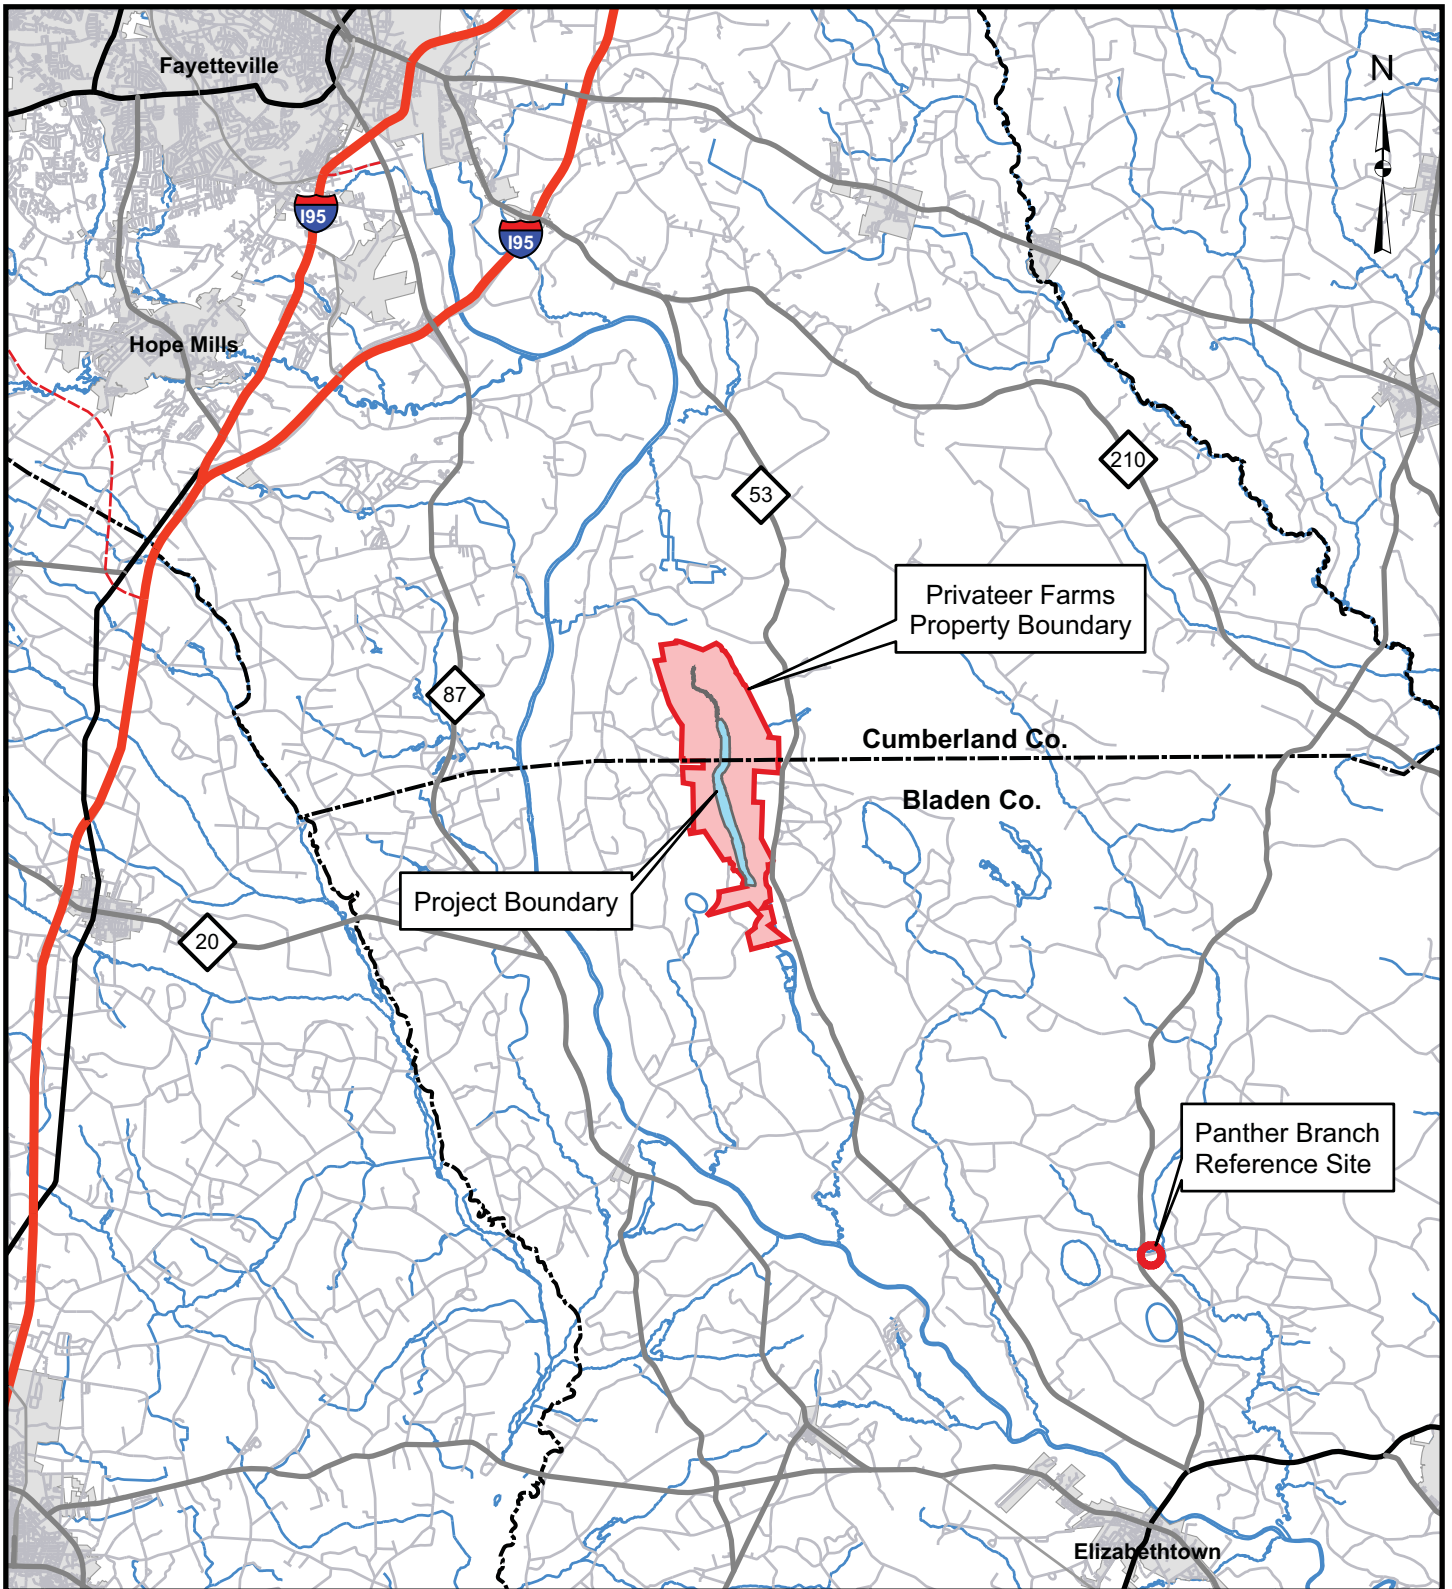 Fayetteville
N
I95
I95
Hope Mills
210
53
Privateer Farms
Property Boundary
87
Cumberland Co.
Bladen Co.
Project Boundary
20
Panther Branch
Reference Site
Elizabethtown